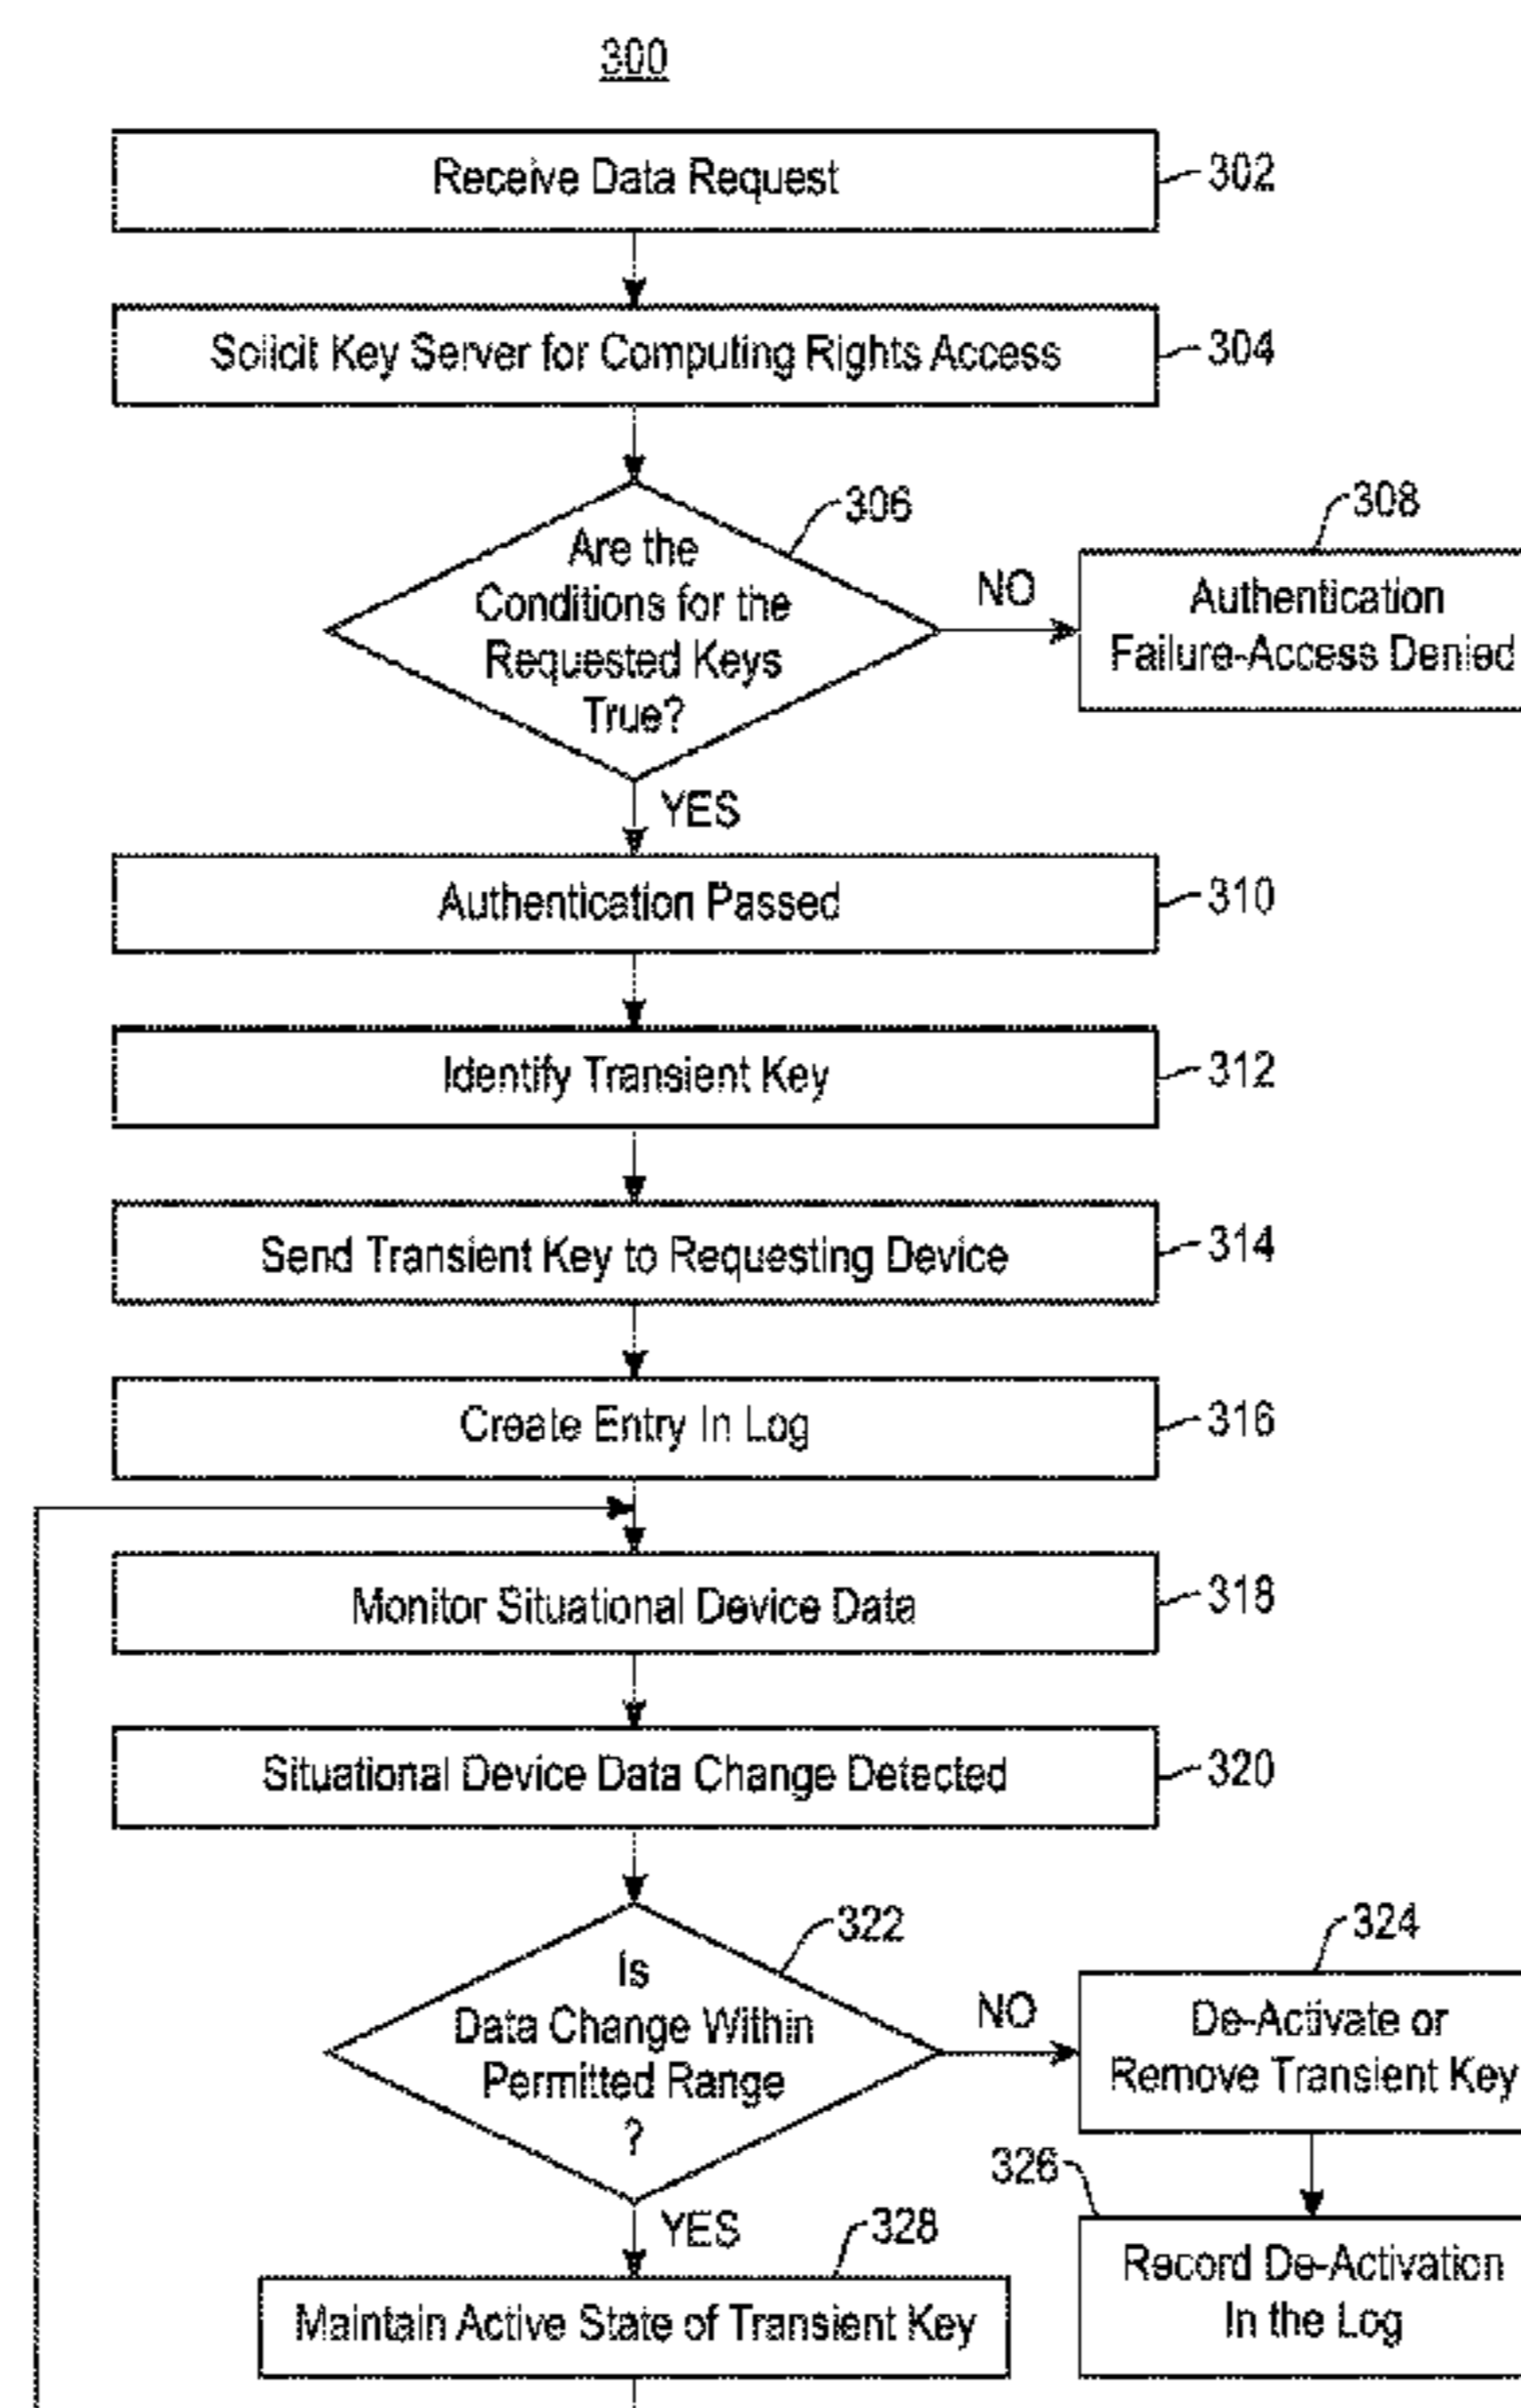 300
Receive Data Request
302
Solicit Key Server for Computing Rights Access
304
306
Are the
Conditions for the
Requested Keys
True?
NO
308
Authentication
Failure-Access Denied
YES
Authentication Passed
310
Identify Transient Key
312
Send Transient Key to Requesting Device
314
Create Entry In Log
316
Monitor Situational Device Data
318
Situational Device Data Change Detected
320
322
Is
Data Change Within
Permitted Range
?
NO
324
De-Activate or
Remove Transient Key
326
Record De-Activation
In the Log
YES
328
Maintain Active State of Transient Key